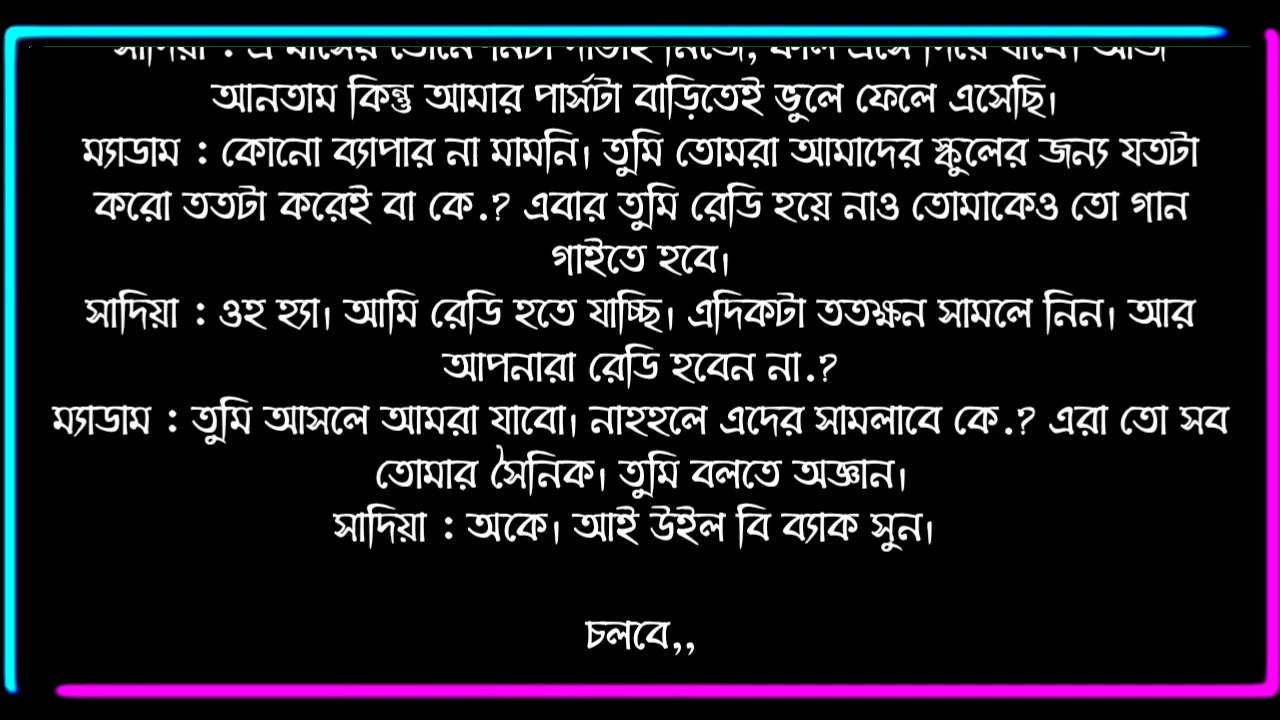 আনতাম কিন্তু আমার পার্সটা বাড়িতেই ভুলে ফেলে এসেছি।
ম্যাডাম : কোনো ব্যাপার না মামনি। তুমি তোমরা আমাদের স্কুলের জন্য যতটা
করো ততটা করেই বা কে.? এবার তুমি রেডি হয়ে নাও তোমাকেও তো গান
গাইতে হবে।
সাদিয়া : ওহ হ্যা। আমি রেডি হতে যাচ্ছি। এদিকটা ততক্ষন সামলে নিন। আর
আপনারা রেডি হবেন না.?
ম্যাডাম : তুমি আসলে আমরা যাবো। নাহহলে এদের সামলাবে কে.? এরা তো সব
তোমার সৈনিক। তুমি বলতে অজ্ঞান।
সাদিয়া : অকে। আই উইল বি ব্যাক সুন।
চলবে,,